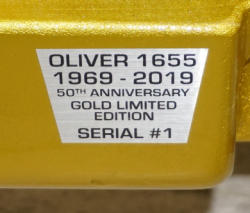 OLIVER 1655
1969 - 2019
50TH ANNIVERSARY
GOLD LIMITED
EDITION
SERIAL #1